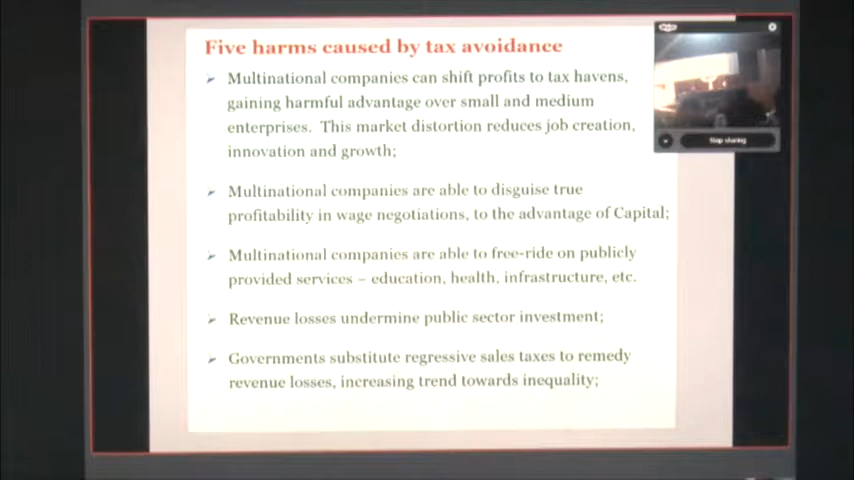 Five harms caused by tax avoidance
Multinational companies can shift profits to tax havens,
gaining harmful advantage over small and medium
enterprises. This market distortion reduces job creation,
innovation and growth;
Multinational companies are able to disguise true
profitability in wage negotiations, to the advantage of Capital;
Multinational companies are able to free-ride on publicly
provided services – education, health, infrastructure, etc.
Revenue losses undermine public sector investment;
Governments substitute regressive sales taxes to remedy
revenue losses, increasing trend towards inequality;
Stop sharing